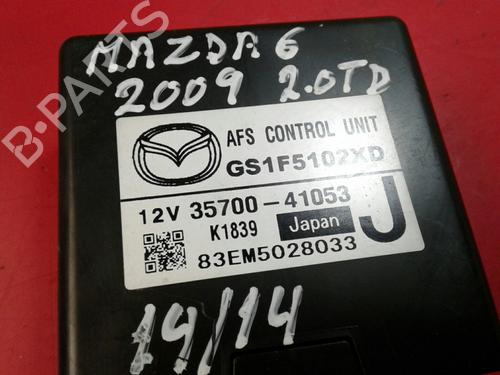 MAZDA 6
2009 2.0TD
AFS CONTROL UNIT
GS1F5102XD
12V 35700-41053
K1839 Japan J
83EM5028033
19/14
B-PARTS